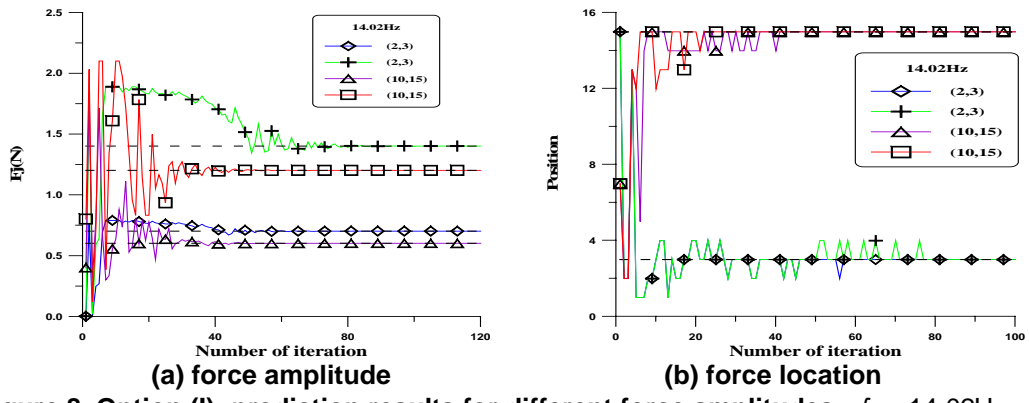 2.5
2.0
1.5
1.0
0.5
0.0
Fj(N)
14.02Hz
(2,3)
(2,3)
(10,15)
(10,15)
0 40 80 120
Number of iteration
(a) force amplitude
16
12
8
4
0
Position
14.02Hz
(2,3)
(2,3)
(10,15)
(10,15)
0 20 40 60 80 100
Number of iteration
(b) force location
gure 8. Option (I), prediction results for different force amplitudes